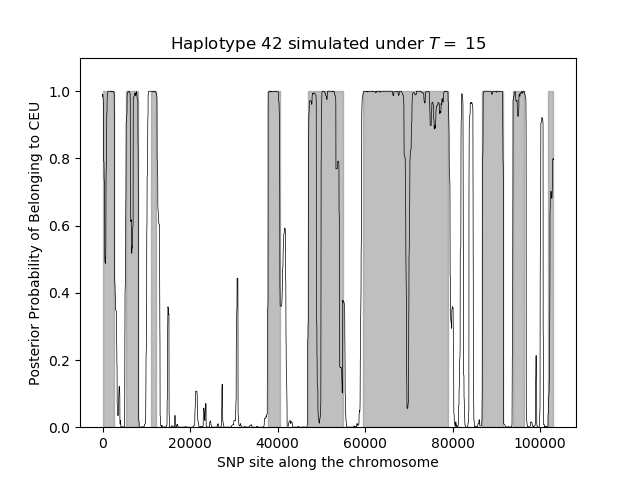 Haplotype 42 simulated under T = 15
Posterior Probability of Belonging to CEU
1.0
0.8
0.6
0.4
0.2
0.0
0 20000 40000 60000 80000 100000
SNP site along the chromosome